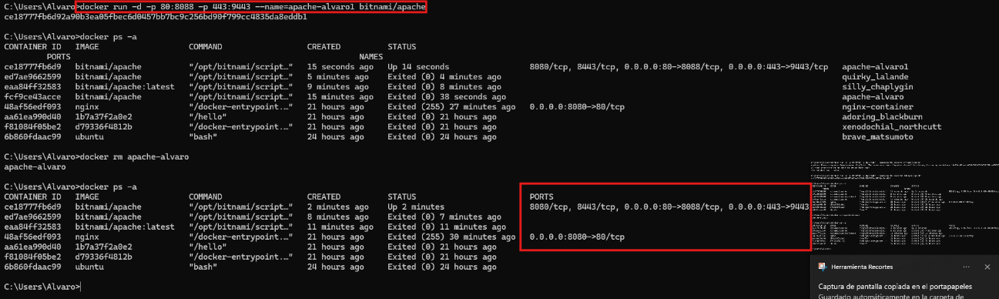 C:\Users\Alvaro>docker run -d -p 80:8088 -p 443:9443 --name=apache-alvaro1 bitnami/apache
ce18777fb6d92a90b3ea05fbec6d0457bb7bc9c256bd90f799cc4835da8eddb1
C:\Users\Alvaro>docker ps -a
CONTAINER ID IMAGE COMMAND CREATED STATUS
PORTS NAMES
ce18777fb6d9 bitnami/apache "/opt/bitnami/script…" 15 seconds ago Up 14 seconds 8080/tcp, 8443/tcp, 0.0.0.0:80->8088/tcp, 0.0.0.0:443->9443/tcp apache-alvaro1
ed7ae9662599 bitnami/apache "/opt/bitnami/script…" 5 minutes ago Exited (0) 4 minutes ago quirky_lalande
eaa84ff32583 bitnami/apache:latest "/opt/bitnami/script…" 9 minutes ago Exited (0) 8 minutes ago silly_chaplygin
fcf9ce43acce bitnami/apache "/opt/bitnami/script…" 15 minutes ago Exited (0) 38 seconds ago apache-alvaro
48af56edf093 nginx "/docker-entrypoint.…" 21 hours ago Exited (255) 27 minutes ago 0.0.0.0:8080->80/tcp nginx-container
aa61ea990d40 1b7a37f2a0e2 "/hello" 21 hours ago Exited (0) 21 hours ago adoring_blackburn
f81084f05be2 d79336f4812b "/docker-entrypoint.…" 21 hours ago Exited (0) 21 hours ago xenodochial_northcutt
6b860fdaac99 ubuntu "bash" 24 hours ago Exited (0) 24 hours ago brave_matsumoto
C:\Users\Alvaro>docker rm apache-alvaro
apache-alvaro
C:\Users\Alvaro>docker ps -a
CONTAINER ID IMAGE COMMAND CREATED STATUS PORTS
ce18777fb6d9 bitnami/apache "/opt/bitnami/script…" 2 minutes ago Up 2 minutes 8080/tcp, 8443/tcp, 0.0.0.0:80->8088/tcp, 0.0.0.0:443->9443
ed7ae9662599 bitnami/apache "/opt/bitnami/script…" 8 minutes ago Exited (0) 7 minutes ago
eaa84ff32583 bitnami/apache:latest "/opt/bitnami/script…" 11 minutes ago Exited (0) 11 minutes ago
48af56edf093 nginx "/docker-entrypoint.…" 21 hours ago Exited (255) 30 minutes ago 0.0.0.0:8080->80/tcp
aa61ea990d40 1b7a37f2a0e2 "/hello" 21 hours ago Exited (0) 21 hours ago
f81084f05be2 d79336f4812b "/docker-entrypoint.…" 21 hours ago Exited (0) 21 hours ago
6b860fdaac99 ubuntu "bash" 24 hours ago Exited (0) 24 hours ago
C:\Users\Alvaro>
Herramienta Recortes
Captura de pantalla copiada en el portapapeles
Guardado automáticamente en la carpeta de